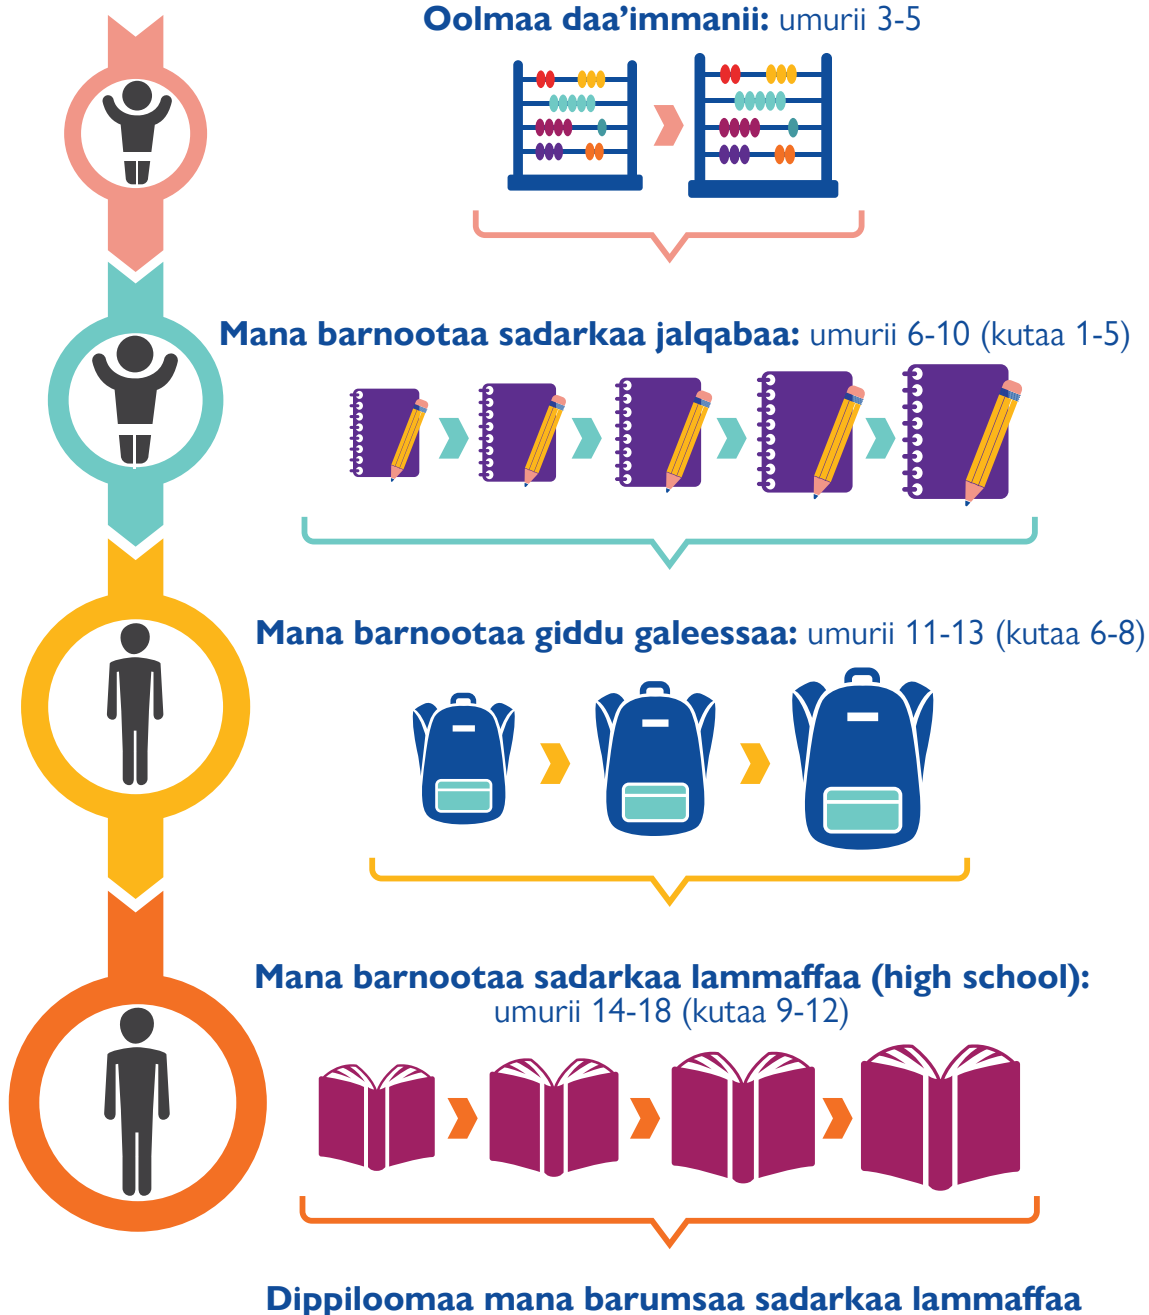 Oolmaa daa'immanii: umurii 3-5
Mana barnootaa sadarkaa jalqabaa: umurii 6-10 (kutaa 1-5)
Mana barnootaa giddu galeessaa: umurii 11-13 (kutaa 6-8)
Mana barnootaa sadarkaa lammaffaa (high school):
umurii 14-18 (kutaa 9-12)
Dippiloomaa mana barumsaa sadarkaa lammaffaa